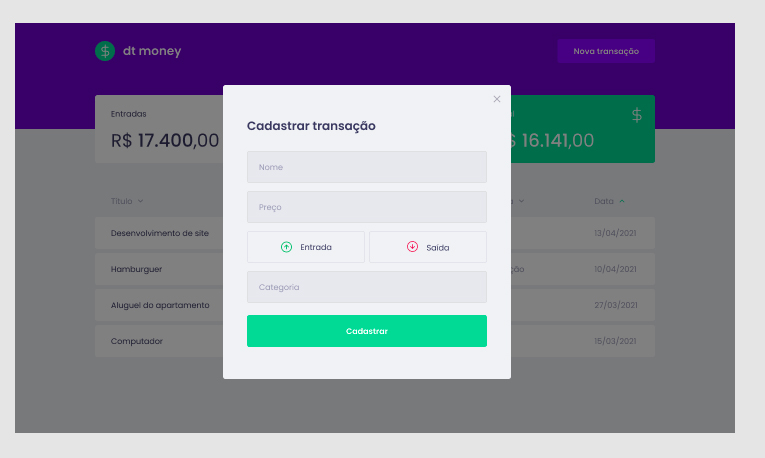 dt money
Nova transação
Entradas
R$ 17.400,00
$ 16.141,00
Cadastrar transação
Nome
Preço
Entrada
Saída
Categoria
Cadastrar
Título
Data
Desenvolvimento de site
13/04/2021
Hamburguer
ção
10/04/2021
Aluguel do apartamento
27/03/2021
Computador
15/03/2021